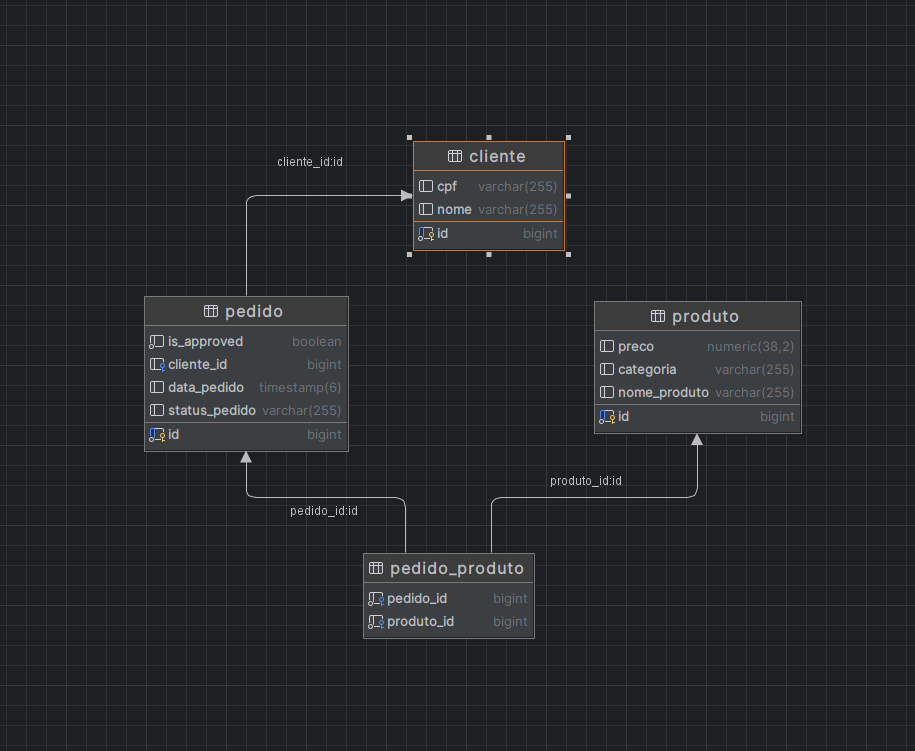 cliente_id:id
cliente
cpf varchar(255)
nome varchar(255)
id bigint
pedido
is_approved boolean
cliente_id bigint
data_pedido timestamp(6)
status_pedido varchar(255)
id bigint
produto
preco numeric(38,2)
categoria varchar(255)
nome_produto varchar(255)
id bigint
pedido_id:id
produto_id:id
pedido_produto
pedido_id bigint
produto_id bigint